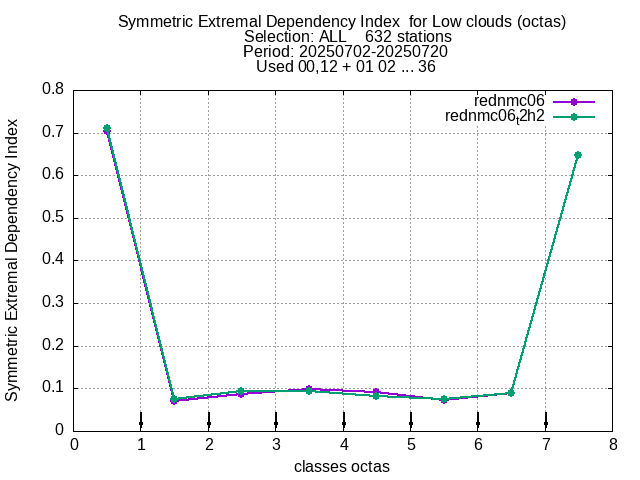 Symmetric Extremal Dependency Index  for Low clouds (octas)
Selection: ALL    632 stations
Period: 20250702-20250720
Used 00,12 + 01 02 ... 36
rednmc06
rednmc06_t2h2
Symmetric Extremal Dependency Index
0.8
0.7
0.6
0.5
0.4
0.3
0.2
0.1
0
0 1 2 3 4 5 6 7 8
classes octas